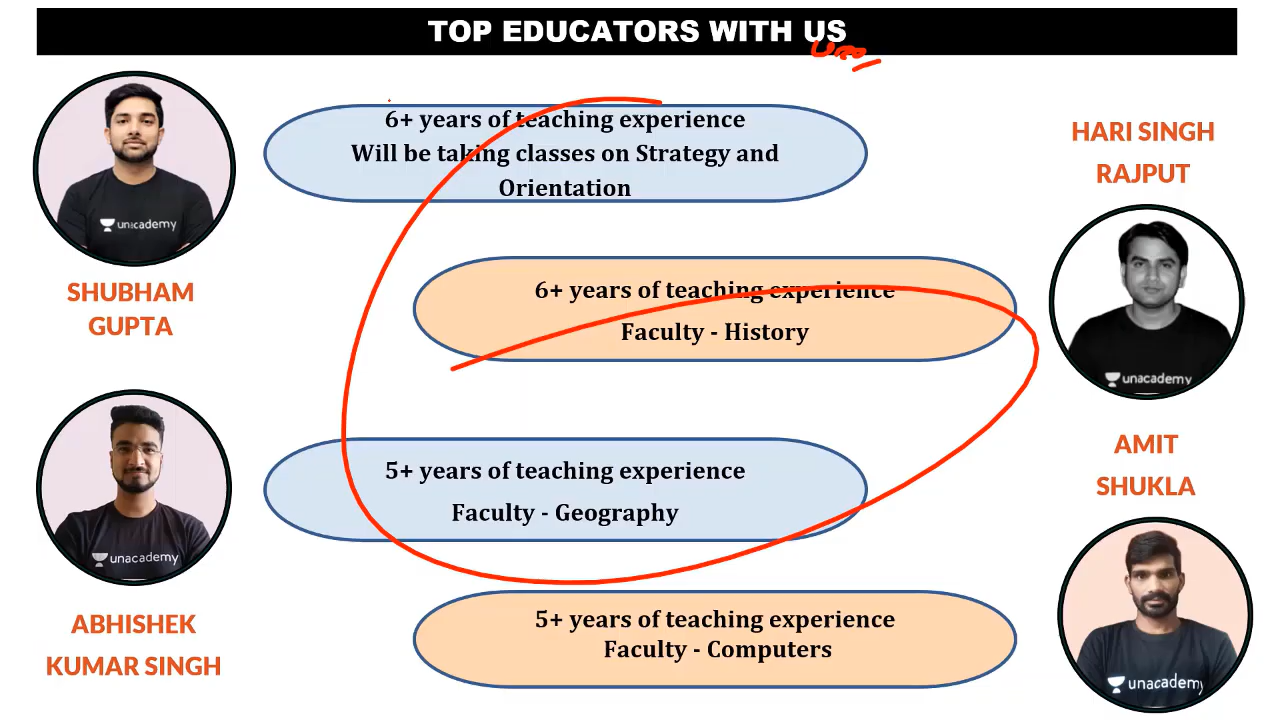 TOP EDUCATORS WITH US
6+ years of teaching experience
Will be taking classes on Strategy and
Orientation
unacademy
SHUBHAM
GUPTA
HARI SINGH
RAJPUT
6+ years of teaching experience
Faculty - History
unacademy
5+ years of teaching experience
Faculty - Geography
unacademy
ABHISHEK
KUMAR SINGH
AMIT
SHUKLA
5+ years of teaching experience
Faculty - Computers
unacademy